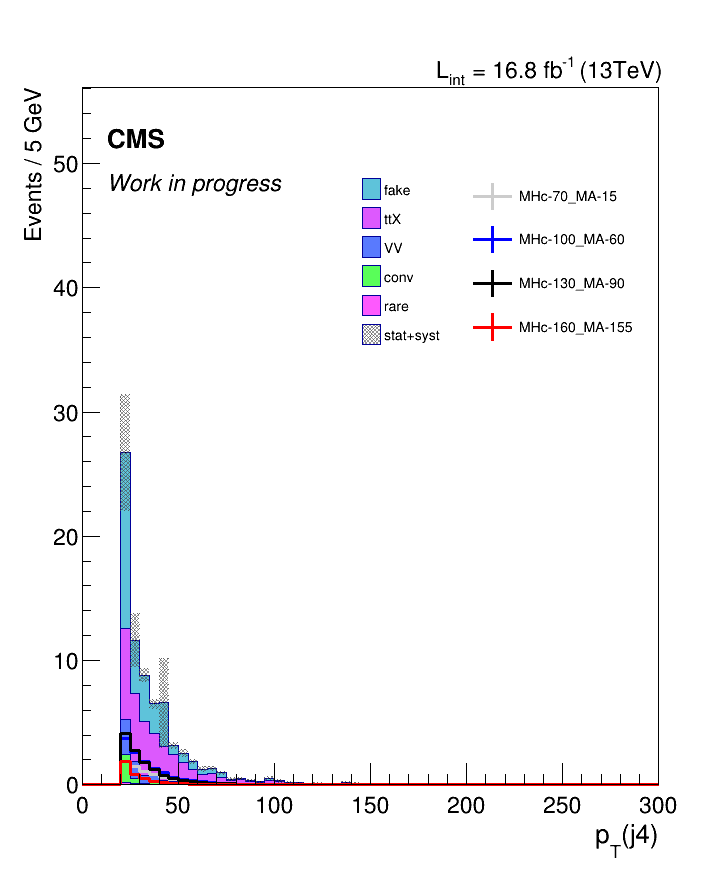 L_int = 16.8 fb^-1 (13TeV)
Events / 5 GeV
CMS
Work in progress
fake
ttX
VV
conv
rare
stat+syst
MHc-70_MA-15
MHc-100_MA-60
MHc-130_MA-90
MHc-160_MA-155
50
40
30
20
10
0
0 50 100 150 200 250 300
p_T(j4)